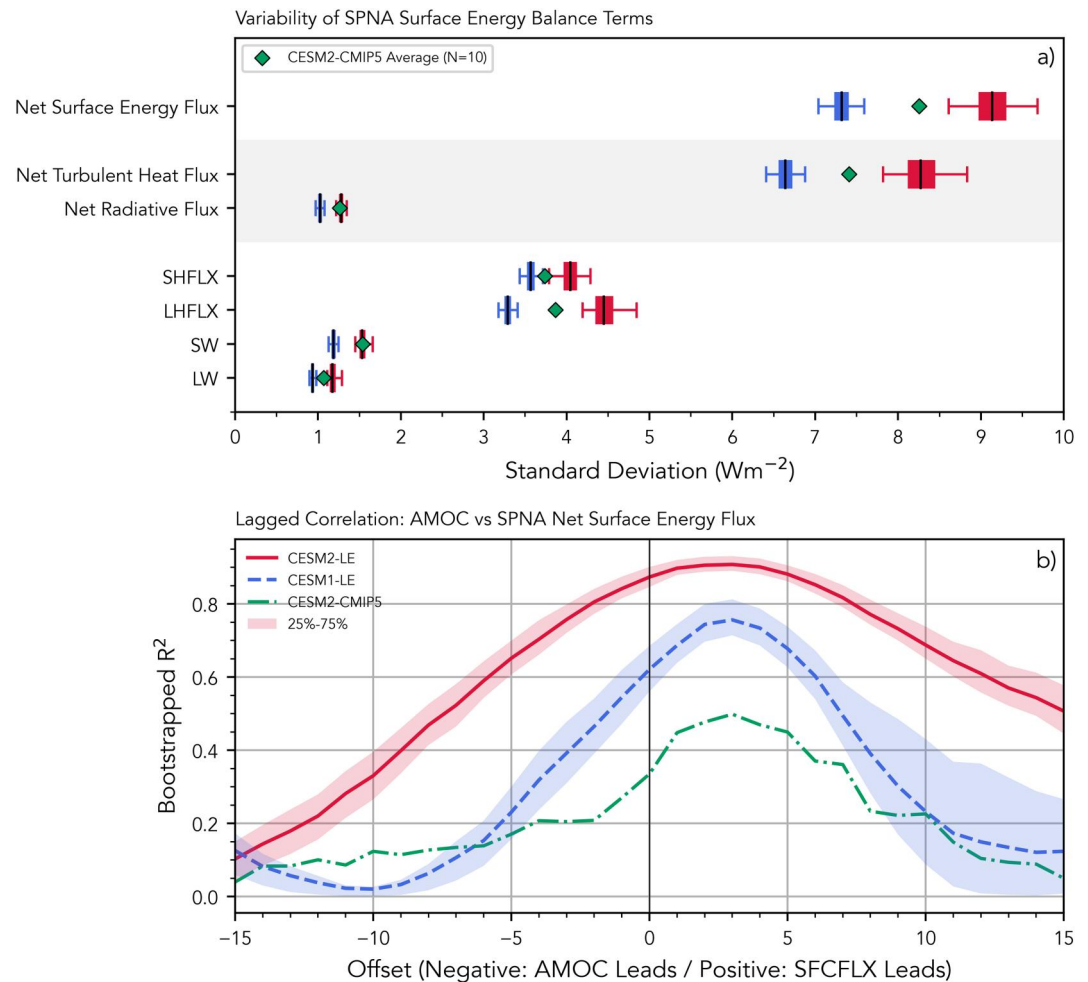 Variability of SPNA Surface Energy Balance Terms
CESM2-CMIP5 Average (N=10)
a)
Net Surface Energy Flux
Net Turbulent Heat Flux
Net Radiative Flux
SHFLX
LHFLX
SW
LW
0 1 2 3 4 5 6 7 8 9 10
Standard Deviation (Wm⁻²)
Lagged Correlation: AMOC vs SPNA Net Surface Energy Flux
b)
CESM2-LE
CESM1-LE
CESM2-CMIP5
25%-75%
0.8
0.6
0.4
0.2
0.0
Bootstrapped R²
−15 −10 −5 0 5 10 15
Offset (Negative: AMOC Leads / Positive: SFCFLX Leads)